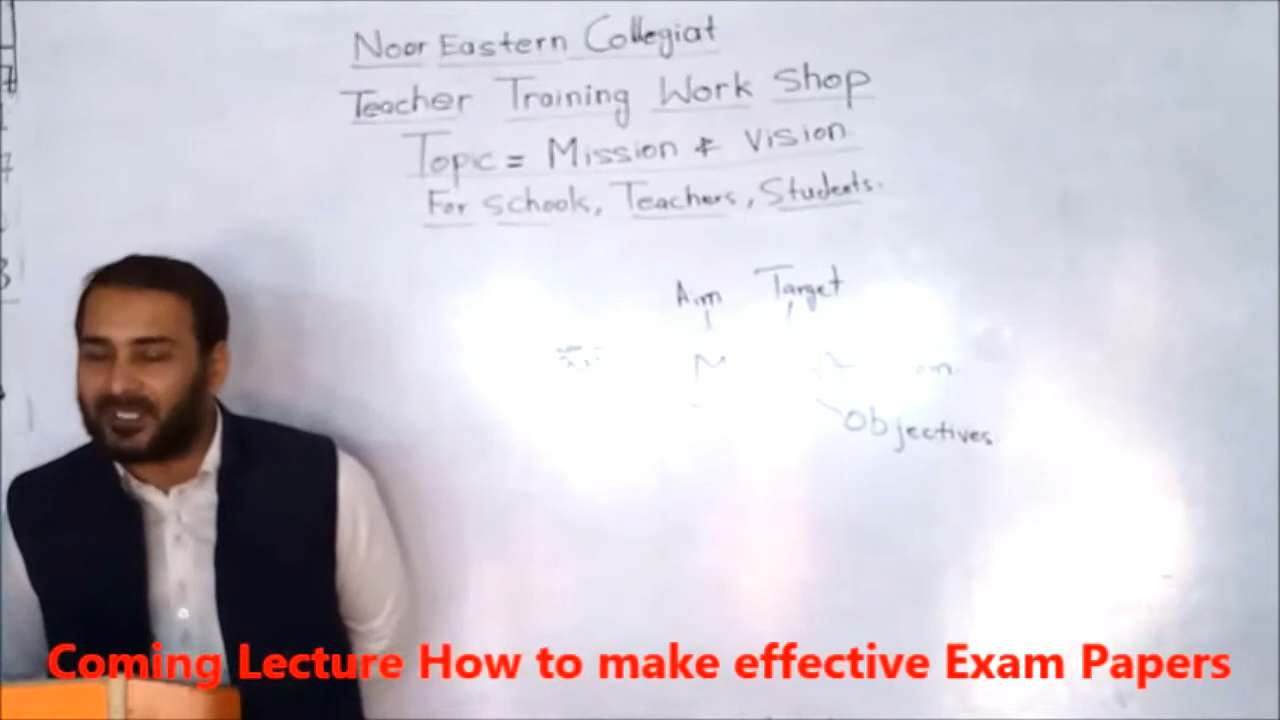 Noor Eastern Collegiat
Teacher Training Work Shop
Topic = Mission & Vision
For Schools, Teachers, Students.
Aim Target
M
Objectives
Coming Lecture How to make effective Exam Papers